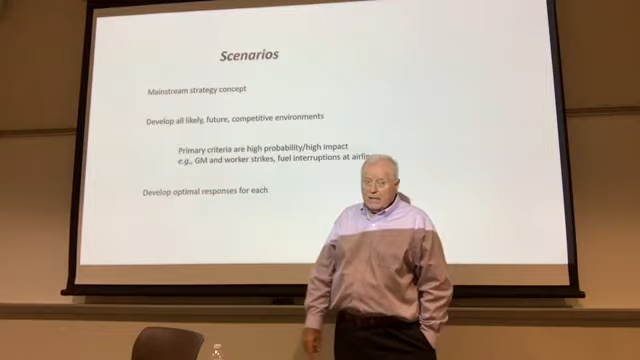 Scenarios
Mainstream strategy concept
Develop all likely, future, competitive environments
Primary criteria are high probability/high impact
e.g., GM and worker strikes, fuel interruptions at
Develop optimal responses for each